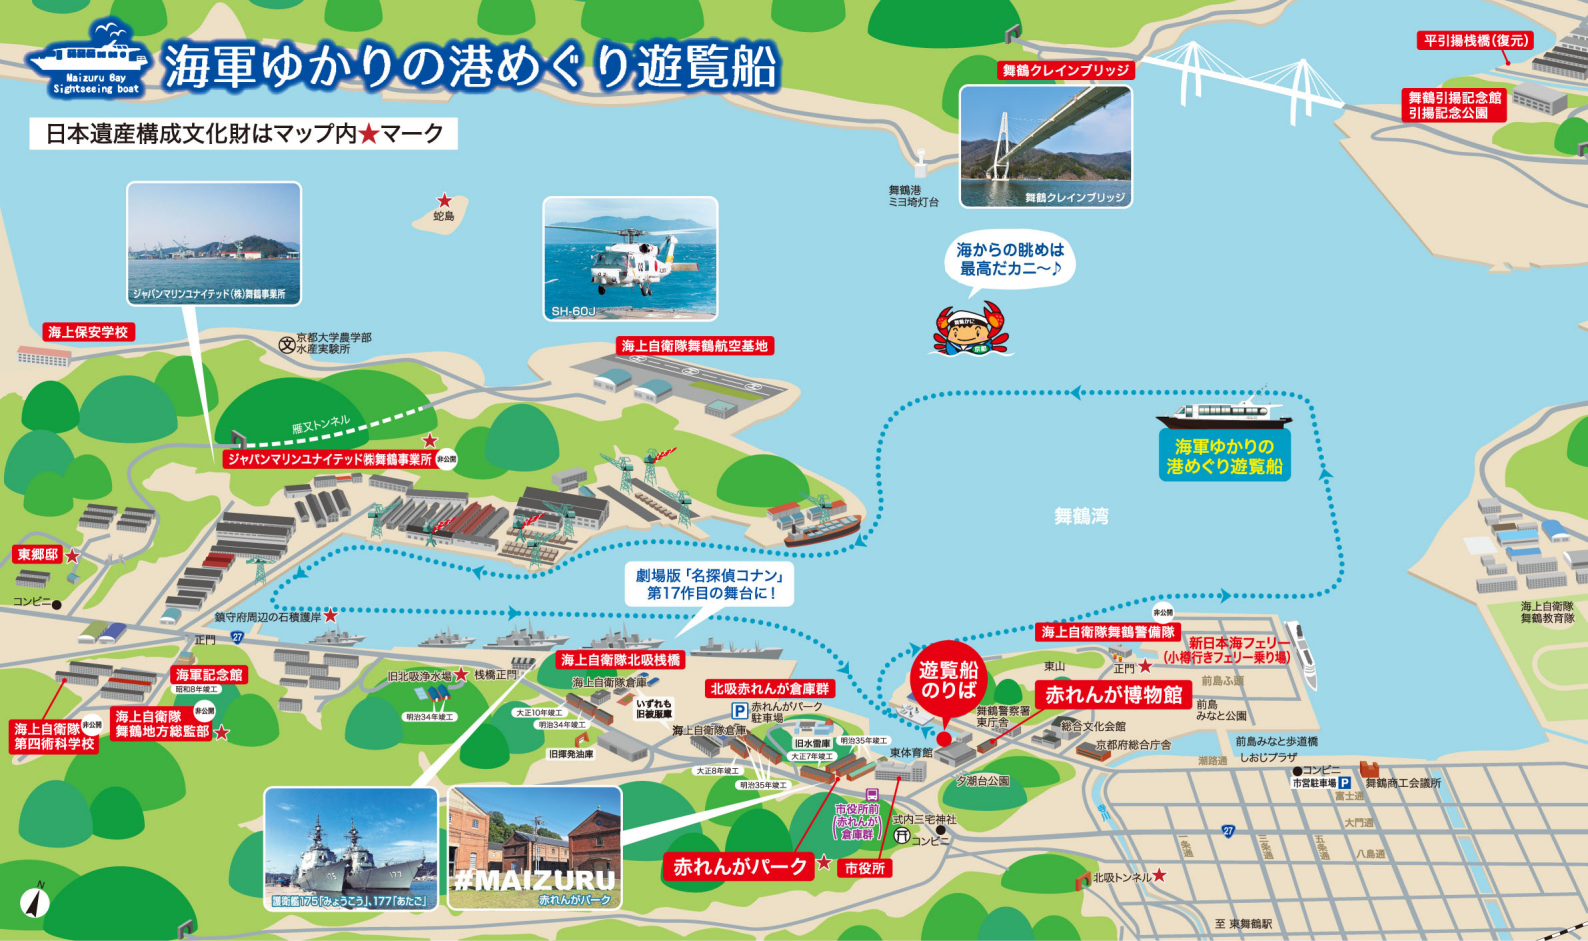 Maizuru Bay
Sightseeing boat
海軍ゆかりの港めぐり遊覧船
日本遺産構成文化財はマップ内★マーク
平引揚桟橋(復元)
舞鶴クレインブリッジ
舞鶴引揚記念館
引揚記念公園
舞鶴クレインブリッジ
舞鶴港
ミヨ埼灯台
蛇島
ジャパンマリンユナイテッド(株)舞鶴事業所
SH-60J
海からの眺めは
最高だカニ〜♪
京都
海上保安学校
文
京都大学農学部
水産実験所
海上自衛隊舞鶴航空基地
雁又トンネル
ジャパンマリンユナイテッド㈱舞鶴事業所
非公開
海軍ゆかりの
港めぐり遊覧船
舞鶴湾
東郷邸
コンビニ
劇場版「名探偵コナン」
第17作目の舞台に!
鎮守府周辺の石積護岸
正門
27
海上自衛隊
舞鶴教育隊
非公開
海上自衛隊舞鶴警備隊
新日本海フェリー
(小樽行きフェリー乗り場)
正門
東山
前島ふ頭
海軍記念館
昭和8年竣工
旧北吸浄水場
桟橋正門
海上自衛隊北吸桟橋
海上自衛隊倉庫
遊覧船
のりば
赤れんが博物館
北吸赤れんが倉庫群
P
赤れんがパーク
駐車場
いずれも
旧被服庫
明治34年竣工
大正10年竣工
明治34年竣工
海上自衛隊
第四術科学校
非公開
海上自衛隊
舞鶴地方総監部
非公開
旧揮発油庫
海上自衛隊倉庫
旧水雷庫
明治35年竣工
大正7年竣工
大正8年竣工
明治35年竣工
東体育館
舞鶴警察署
東庁舎
総合文化会館
京都府総合庁舎
前島
みなと公園
前島みなと歩道橋
しおじプラザ
潮路通
コンビニ
市営駐車場
P
舞鶴商工会議所
富士通
大門通
八島通
27
一条通
三条通
五条通
夕潮台公園
市役所前
(赤れんが
倉庫群)
式内三宅神社
コンビニ
赤れんがパーク
市役所
北吸トンネル
至 東舞鶴駅
護衛艦175「みょうこう」、177「あたご」
#MAIZURU
赤れんがパーク
N